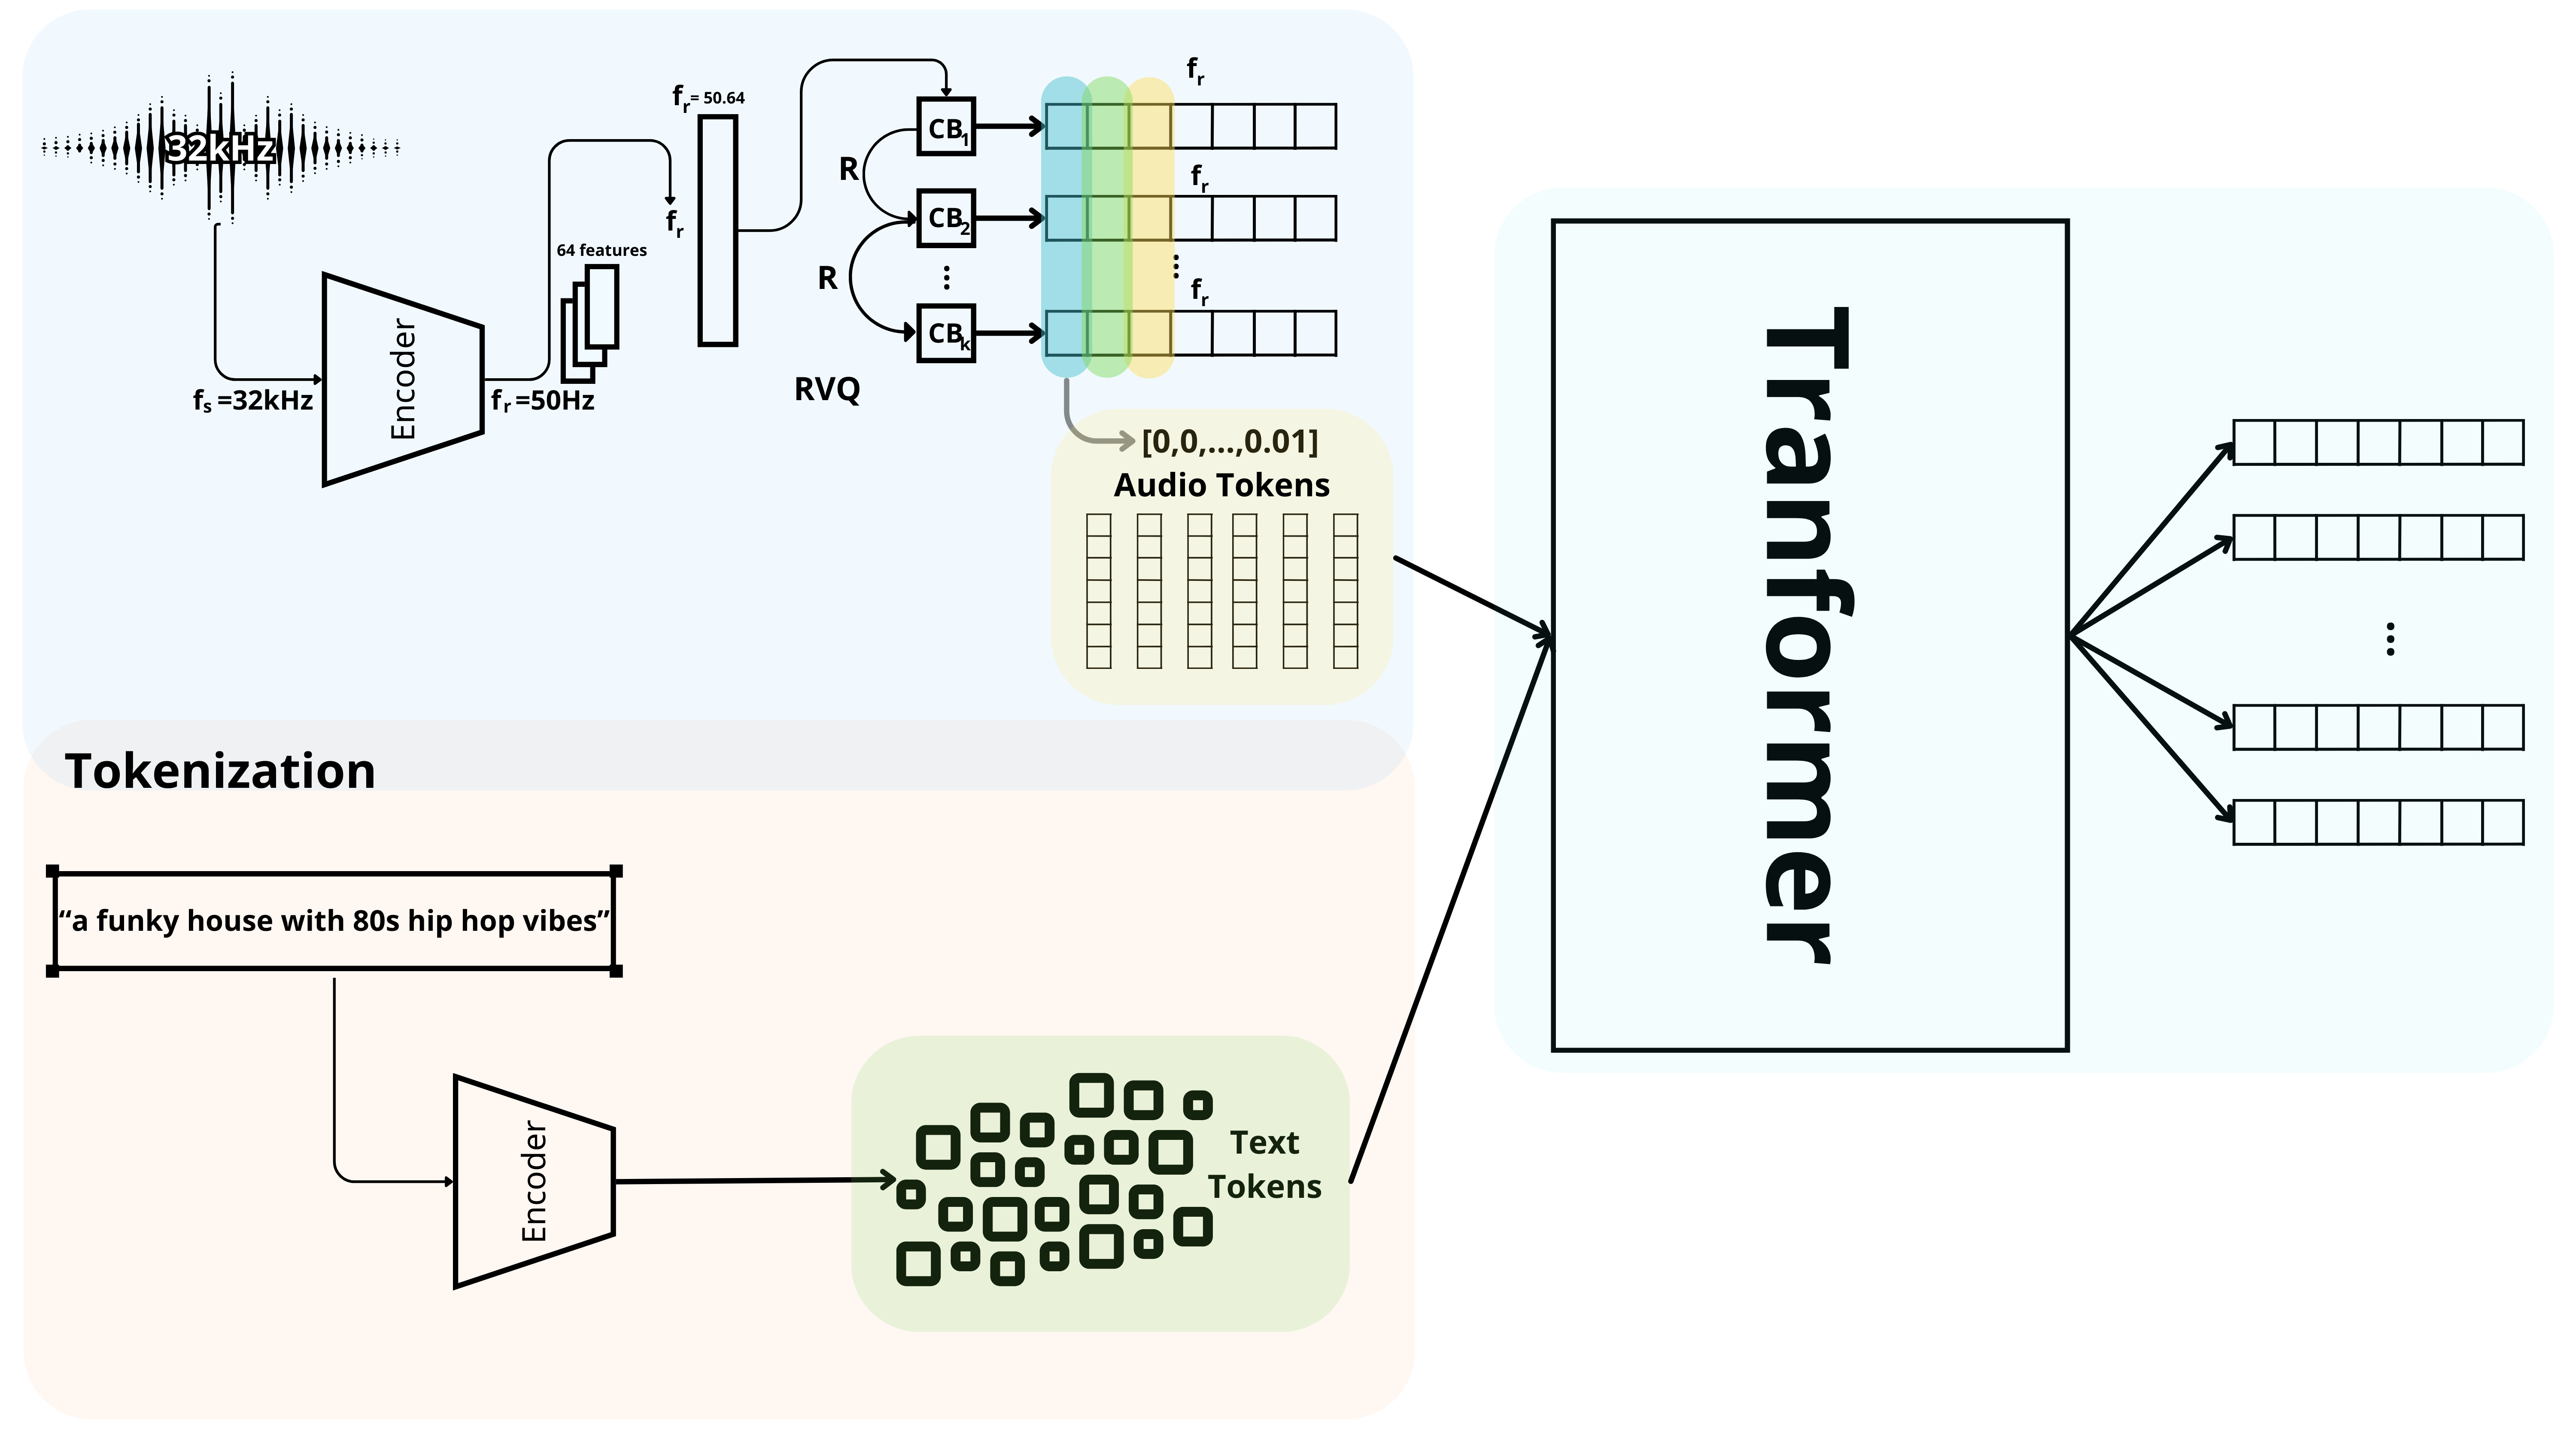 32kHz
fs =32kHz
Encoder
fr =50Hz
64 features
fr
fr= 50.64
R
R
RVQ
CB1
CB2
⋮
CBk
fr
fr
⋮
fr
[0,0,...,0.01]
Audio Tokens
Tokenization
“a funky house with 80s hip hop vibes”
Encoder
Text
Tokens
Tranformer
⋮